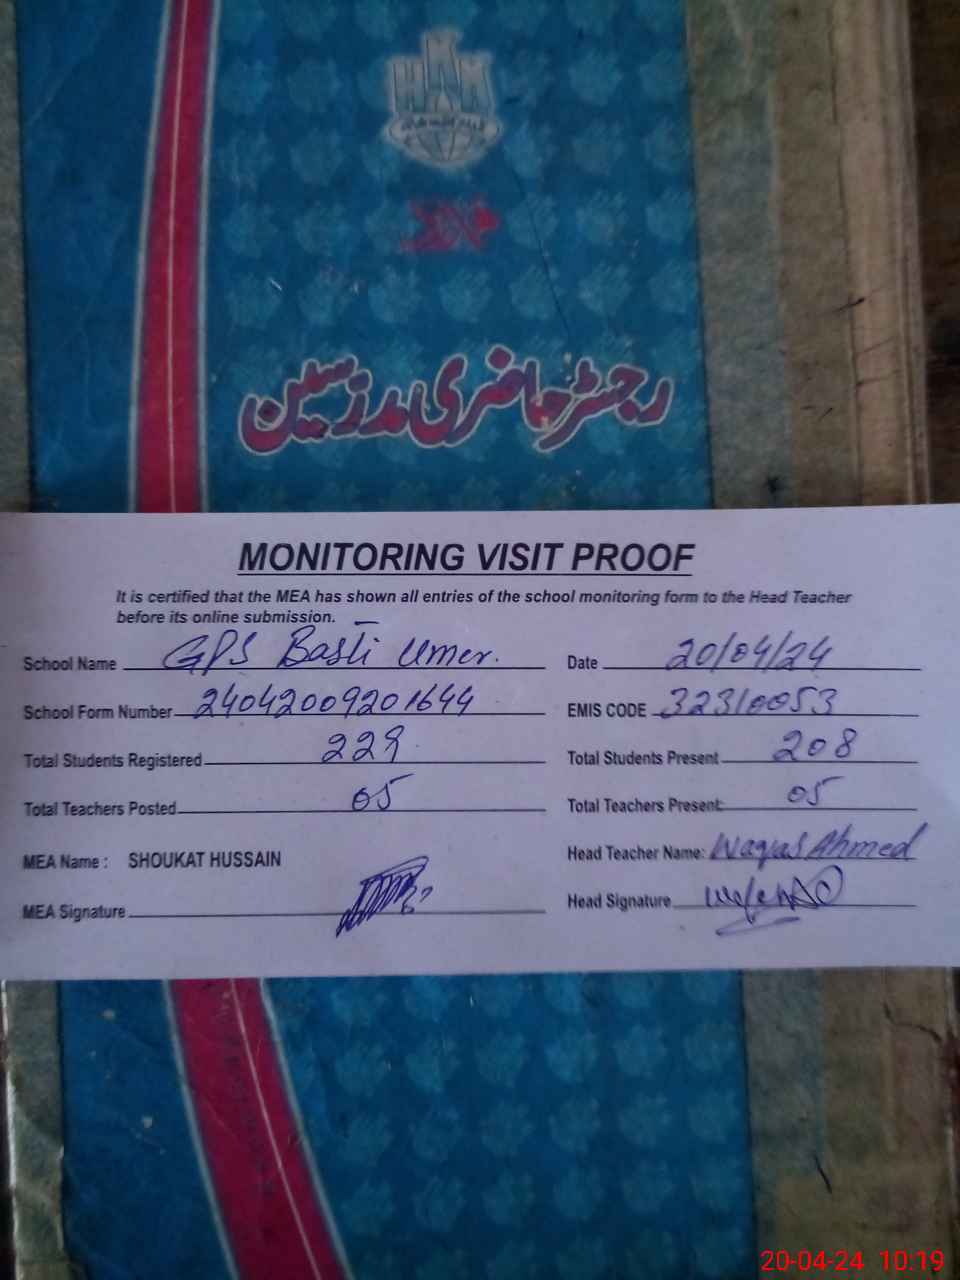 رجسٹر حاضری مدرسین
MONITORING VISIT PROOF
It is certified that the MEA has shown all entries of the school monitoring form to the Head Teacher
before its online submission.
School Name GPS Basti Umer. Date 20/04/24
School Form Number 24042009201644 EMIS CODE 32310053
Total Students Registered 229 Total Students Present 208
Total Teachers Posted 05 Total Teachers Present: 05
MEA Name : SHOUKAT HUSSAIN Head Teacher Name: Waqas Ahmed
MEA Signature Head Signature
20-04-24 10:19